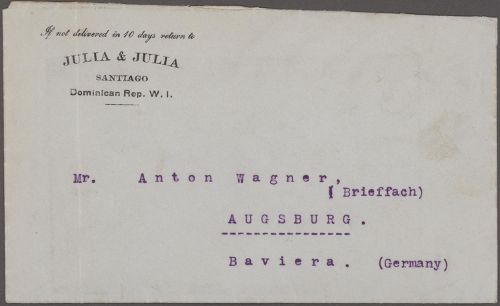 If not delivered in 10 days return to
JULIA & JULIA
SANTIAGO
Dominican Rep. W. I.
Mr. Anton Wagner,
(Brieffach)
AUGSBURG.
Baviera. (Germany)